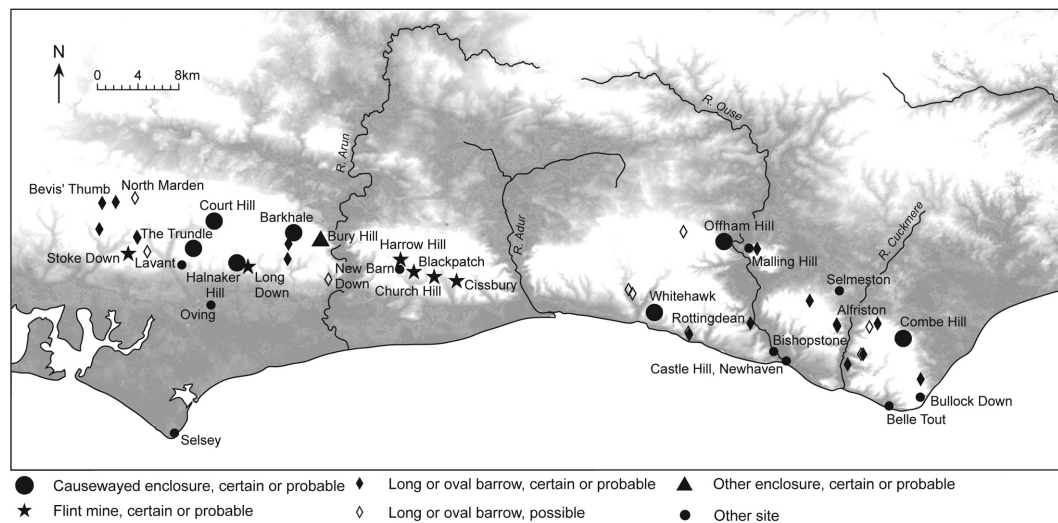 N
0 4 8km
R. Arun
R. Ouse
R. Adur
R. Cuckmere
Bevis' Thumb
North Marden
Court Hill
Barkhale
The Trundle
Bury Hill
Stoke Down
Lavant
Halnaker
Hill
Long
Down
Oving
Selsey
Harrow Hill
New Barn
Down
Blackpatch
Church Hill
Cissbury
Offham Hill
Malling Hill
Whitehawk
Rottingdean
Selmeston
Alfriston
Combe Hill
Bishopstone
Castle Hill, Newhaven
Bullock Down
Belle Tout
Causewayed enclosure, certain or probable
Long or oval barrow, certain or probable
Other enclosure, certain or probable
Flint mine, certain or probable
Long or oval barrow, possible
Other site